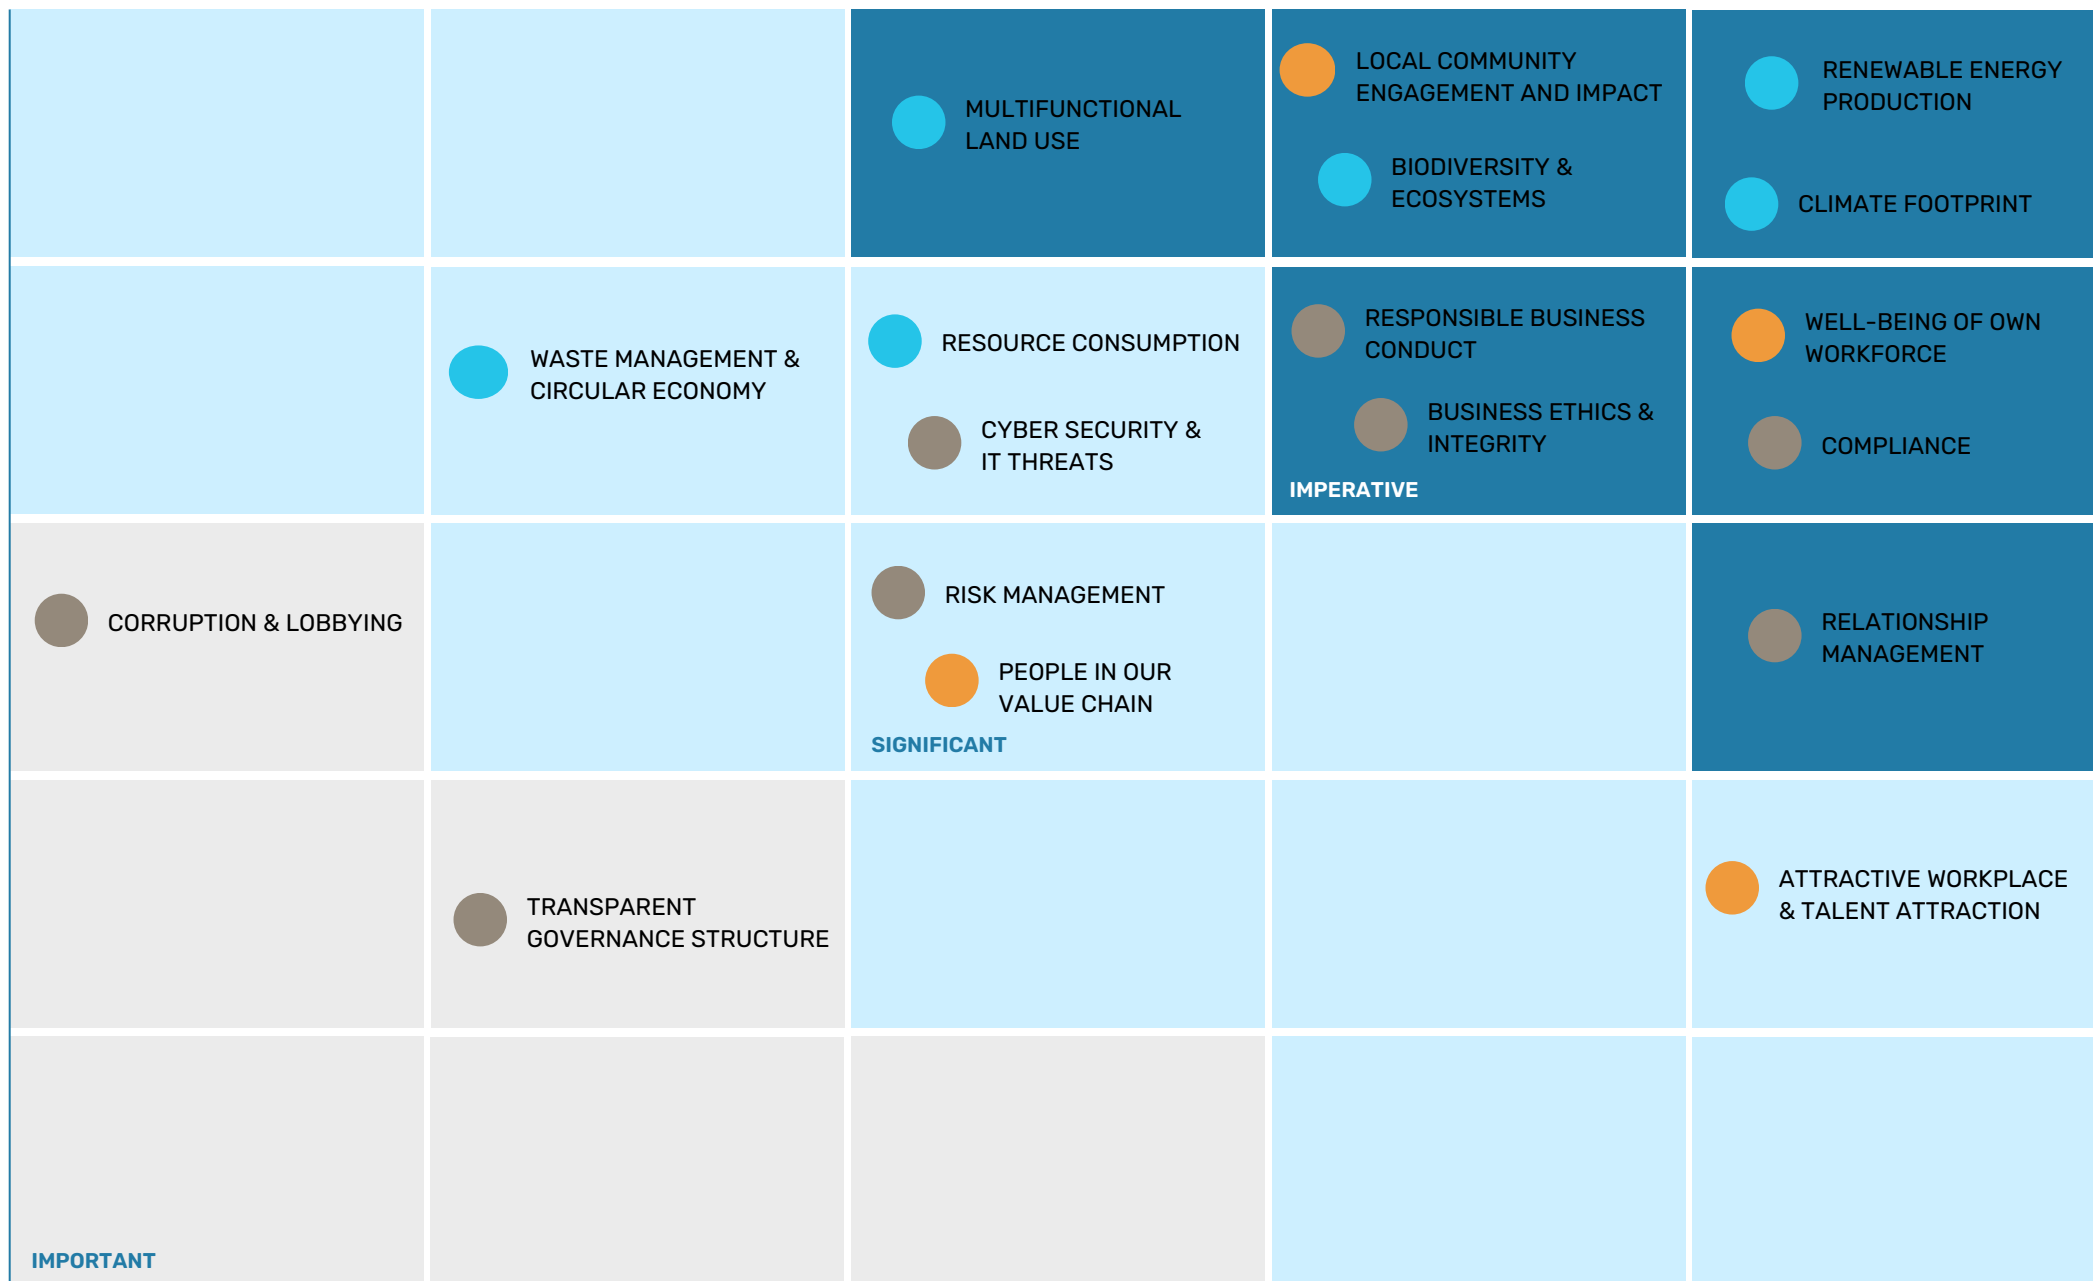 MULTIFUNCTIONAL
LAND USE
LOCAL COMMUNITY
ENGAGEMENT AND IMPACT
BIODIVERSITY &
ECOSYSTEMS
RENEWABLE ENERGY
PRODUCTION
CLIMATE FOOTPRINT
WASTE MANAGEMENT &
CIRCULAR ECONOMY
RESOURCE CONSUMPTION
CYBER SECURITY &
IT THREATS
RESPONSIBLE BUSINESS
CONDUCT
BUSINESS ETHICS &
INTEGRITY
IMPERATIVE
WELL-BEING OF OWN
WORKFORCE
COMPLIANCE
CORRUPTION & LOBBYING
RISK MANAGEMENT
PEOPLE IN OUR
VALUE CHAIN
SIGNIFICANT
RELATIONSHIP
MANAGEMENT
TRANSPARENT
GOVERNANCE STRUCTURE
ATTRACTIVE WORKPLACE
& TALENT ATTRACTION
IMPORTANT